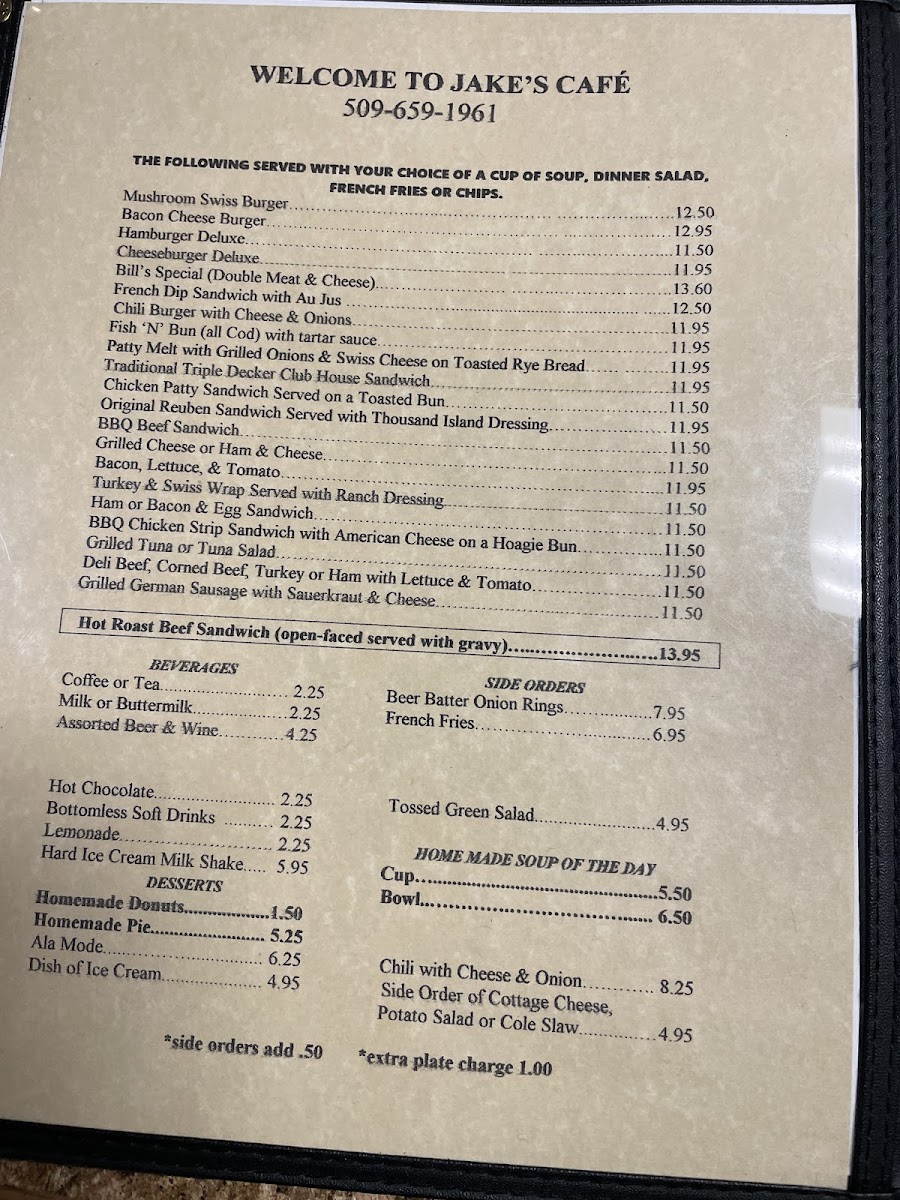 WELCOME TO JAKE'S CAFÉ
509-659-1961
THE FOLLOWING SERVED WITH YOUR CHOICE OF A CUP OF SOUP, DINNER SALAD,
FRENCH FRIES OR CHIPS.
Mushroom Swiss Burger 12.50
Bacon Cheese Burger 12.95
Hamburger Deluxe 11.50
Cheeseburger Deluxe 11.95
Bill's Special (Double Meat & Cheese) 13.60
French Dip Sandwich with Au Jus 12.50
Chili Burger with Cheese & Onions 11.95
Fish 'N' Bun (all Cod) with tartar sauce 11.95
Patty Melt with Grilled Onions & Swiss Cheese on Toasted Rye Bread 11.95
Traditional Triple Decker Club House Sandwich 11.95
Chicken Patty Sandwich Served on a Toasted Bun 11.50
Original Reuben Sandwich Served with Thousand Island Dressing 11.95
BBQ Beef Sandwich 11.50
Grilled Cheese or Ham & Cheese 11.50
Bacon, Lettuce, & Tomato 11.95
Turkey & Swiss Wrap Served with Ranch Dressing 11.50
Ham or Bacon & Egg Sandwich 11.50
BBQ Chicken Strip Sandwich with American Cheese on a Hoagie Bun 11.50
Grilled Tuna or Tuna Salad 11.50
Deli Beef, Corned Beef, Turkey or Ham with Lettuce & Tomato 11.50
Grilled German Sausage with Sauerkraut & Cheese 11.50
Hot Roast Beef Sandwich (open-faced served with gravy) 13.95
BEVERAGES
Coffee or Tea 2.25
Milk or Buttermilk 2.25
Assorted Beer & Wine 4.25
Hot Chocolate 2.25
Bottomless Soft Drinks 2.25
Lemonade 2.25
Hard Ice Cream Milk Shake 5.95
DESSERTS
Homemade Donuts 1.50
Homemade Pie 5.25
Ala Mode 6.25
Dish of Ice Cream 4.95
SIDE ORDERS
Beer Batter Onion Rings 7.95
French Fries 6.95
Tossed Green Salad 4.95
HOME MADE SOUP OF THE DAY
Cup 5.50
Bowl 6.50
Chili with Cheese & Onion 8.25
Side Order of Cottage Cheese,
Potato Salad or Cole Slaw 4.95
*side orders add .50 *extra plate charge 1.00